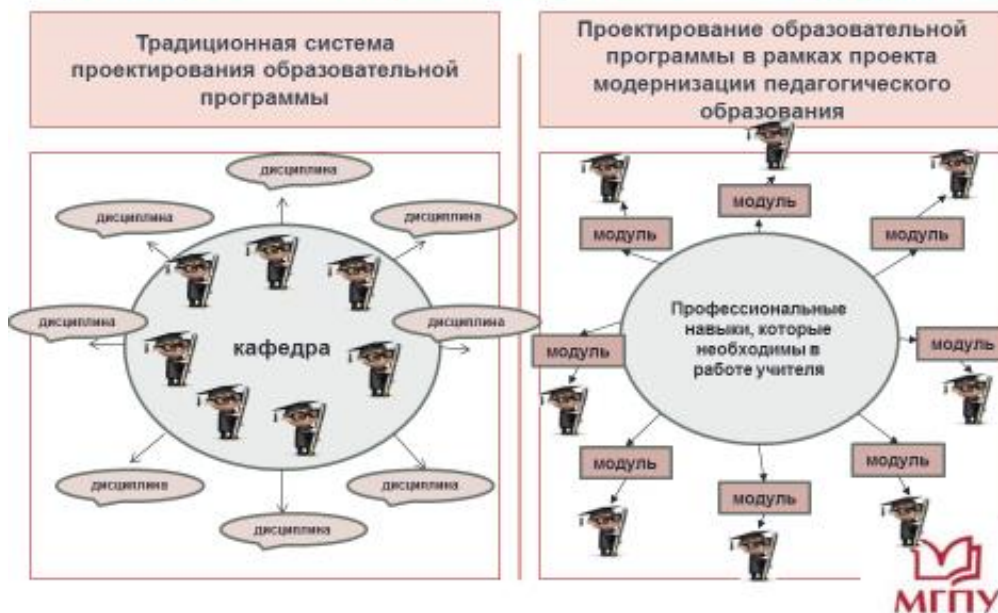 Традиционная система
проектирования образовательной
программы
Проектирование образовательной
программы в рамках проекта
модернизации педагогического
образования
дисциплина
дисциплина
дисциплина
дисциплина
дисциплина
кафедра
дисциплина
дисциплина
дисциплина
модуль
модуль
модуль
Профессиональные
навыки, которые
необходимы в
работе учителя
модуль
модуль
модуль
модуль
модуль
МГПУ